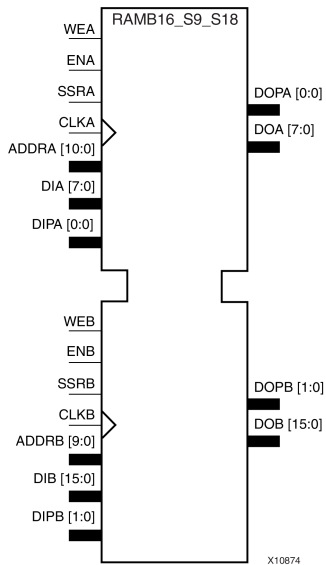 RAMB16_S9_S18
WEA
ENA
SSRA
CLKA
ADDRA [10:0]
DIA [7:0]
DIPA [0:0]
DOPA [0:0]
DOA [7:0]
WEB
ENB
SSRB
CLKB
ADDRB [9:0]
DIB [15:0]
DIPB [1:0]
DOPB [1:0]
DOB [15:0]
X10874